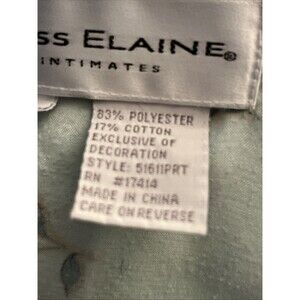 SS ELAINE®
INTIMATES
83% POLYESTER
17% COTTON
EXCLUSIVE OF
DECORATION
STYLE: 51611PRT
RN #17414
MADE IN CHINA
CARE ON REVERSE